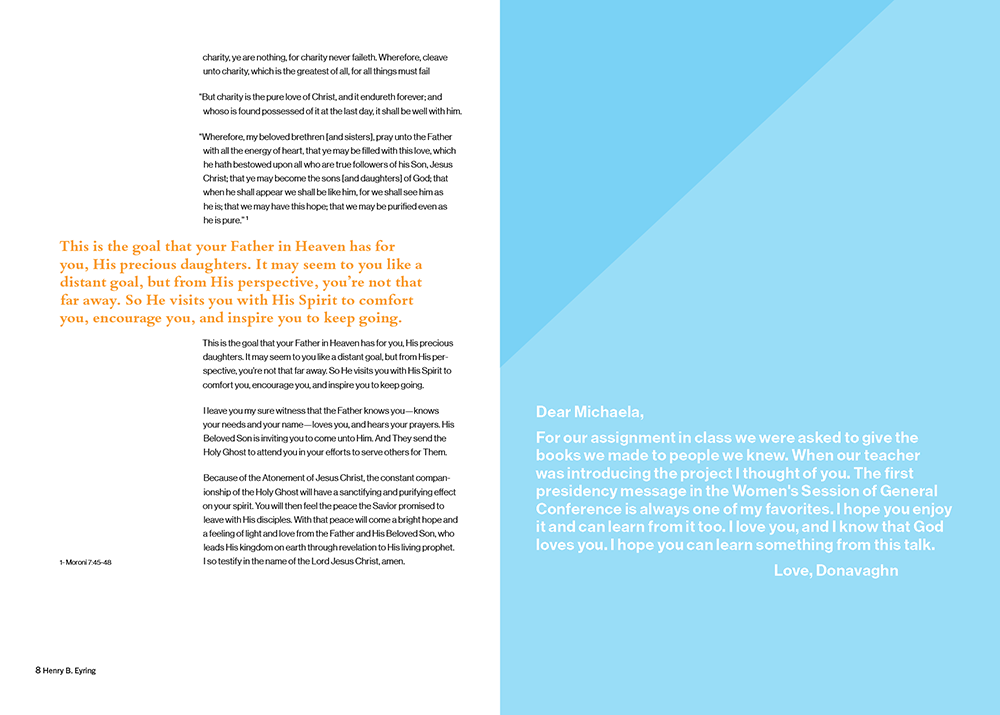 charity, ye are nothing, for charity never faileth. Wherefore, cleave
unto charity, which is the greatest of all, for all things must fail
“But charity is the pure love of Christ, and it endureth forever; and
whoso is found possessed of it at the last day, it shall be well with him.
“Wherefore, my beloved brethren [and sisters], pray unto the Father
with all the energy of heart, that ye may be filled with this love, which
he hath bestowed upon all who are true followers of his Son, Jesus
Christ; that ye may become the sons [and daughters] of God; that
when he shall appear we shall be like him, for we shall see him as
he is; that we may have this hope; that we may be purified even as
he is pure.” 1
This is the goal that your Father in Heaven has for
you, His precious daughters. It may seem to you like a
distant goal, but from His perspective, you’re not that
far away. So He visits you with His Spirit to comfort
you, encourage you, and inspire you to keep going.
This is the goal that your Father in Heaven has for you, His precious
daughters. It may seem to you like a distant goal, but from His per-
spective, you’re not that far away. So He visits you with His Spirit to
comfort you, encourage you, and inspire you to keep going.
I leave you my sure witness that the Father knows you—knows
your needs and your name—loves you, and hears your prayers. His
Beloved Son is inviting you to come unto Him. And They send the
Holy Ghost to attend you in your efforts to serve others for Them.
Because of the Atonement of Jesus Christ, the constant compan-
ionship of the Holy Ghost will have a sanctifying and purifying effect
on your spirit. You will then feel the peace the Savior promised to
leave with His disciples. With that peace will come a bright hope and
a feeling of light and love from the Father and His Beloved Son, who
leads His kingdom on earth through revelation to His living prophet.
I so testify in the name of the Lord Jesus Christ, amen.
1- Moroni 7:45-48
8 Henry B. Eyring
Dear Michaela,
For our assignment in class we were asked to give the
books we made to people we knew. When our teacher
was introducing the project I thought of you. The first
presidency message in the Women's Session of General
Conference is always one of my favorites. I hope you enjoy
it and can learn from it too. I love you, and I know that God
loves you. I hope you can learn something from this talk.
Love, Donavaghn